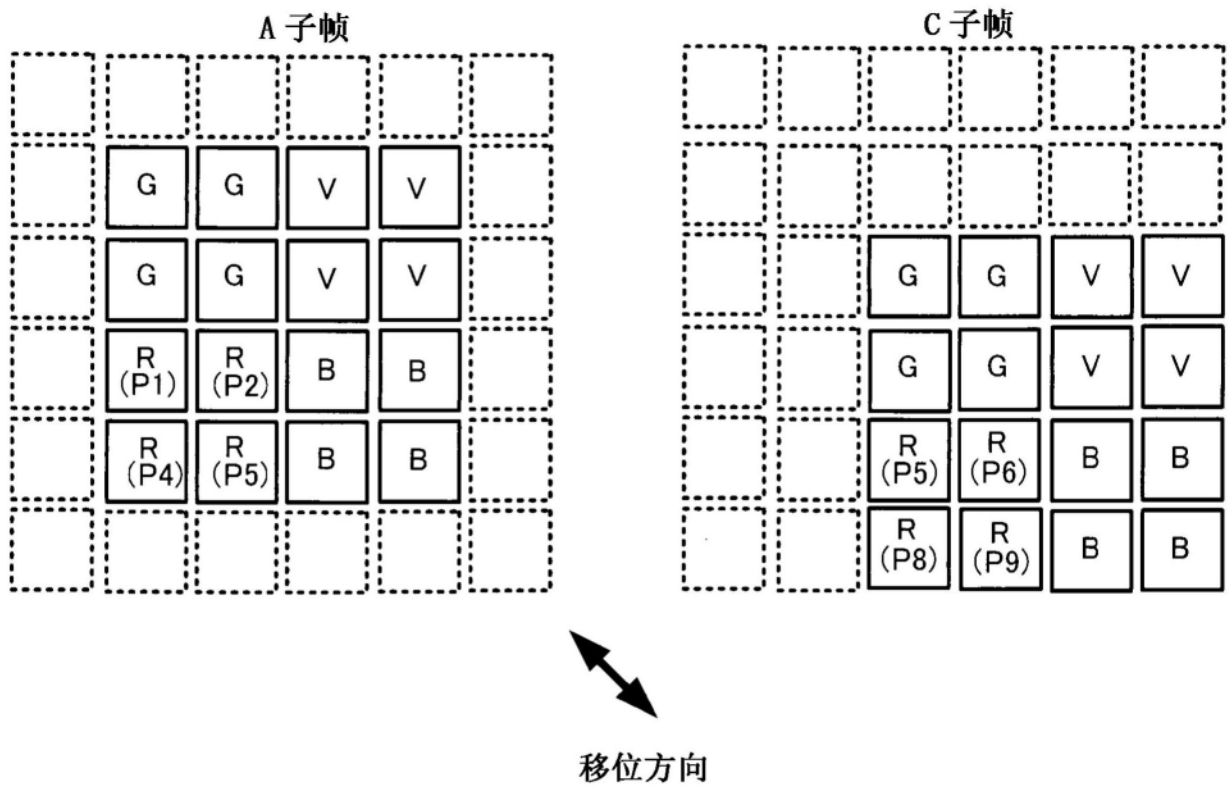 A 子帧
C 子帧
G G V V
G G V V
R (P1) R (P2) B B
R (P4) R (P5) B B
G G V V
G G V V
R (P5) R (P6) B B
R (P8) R (P9) B B
移位方向